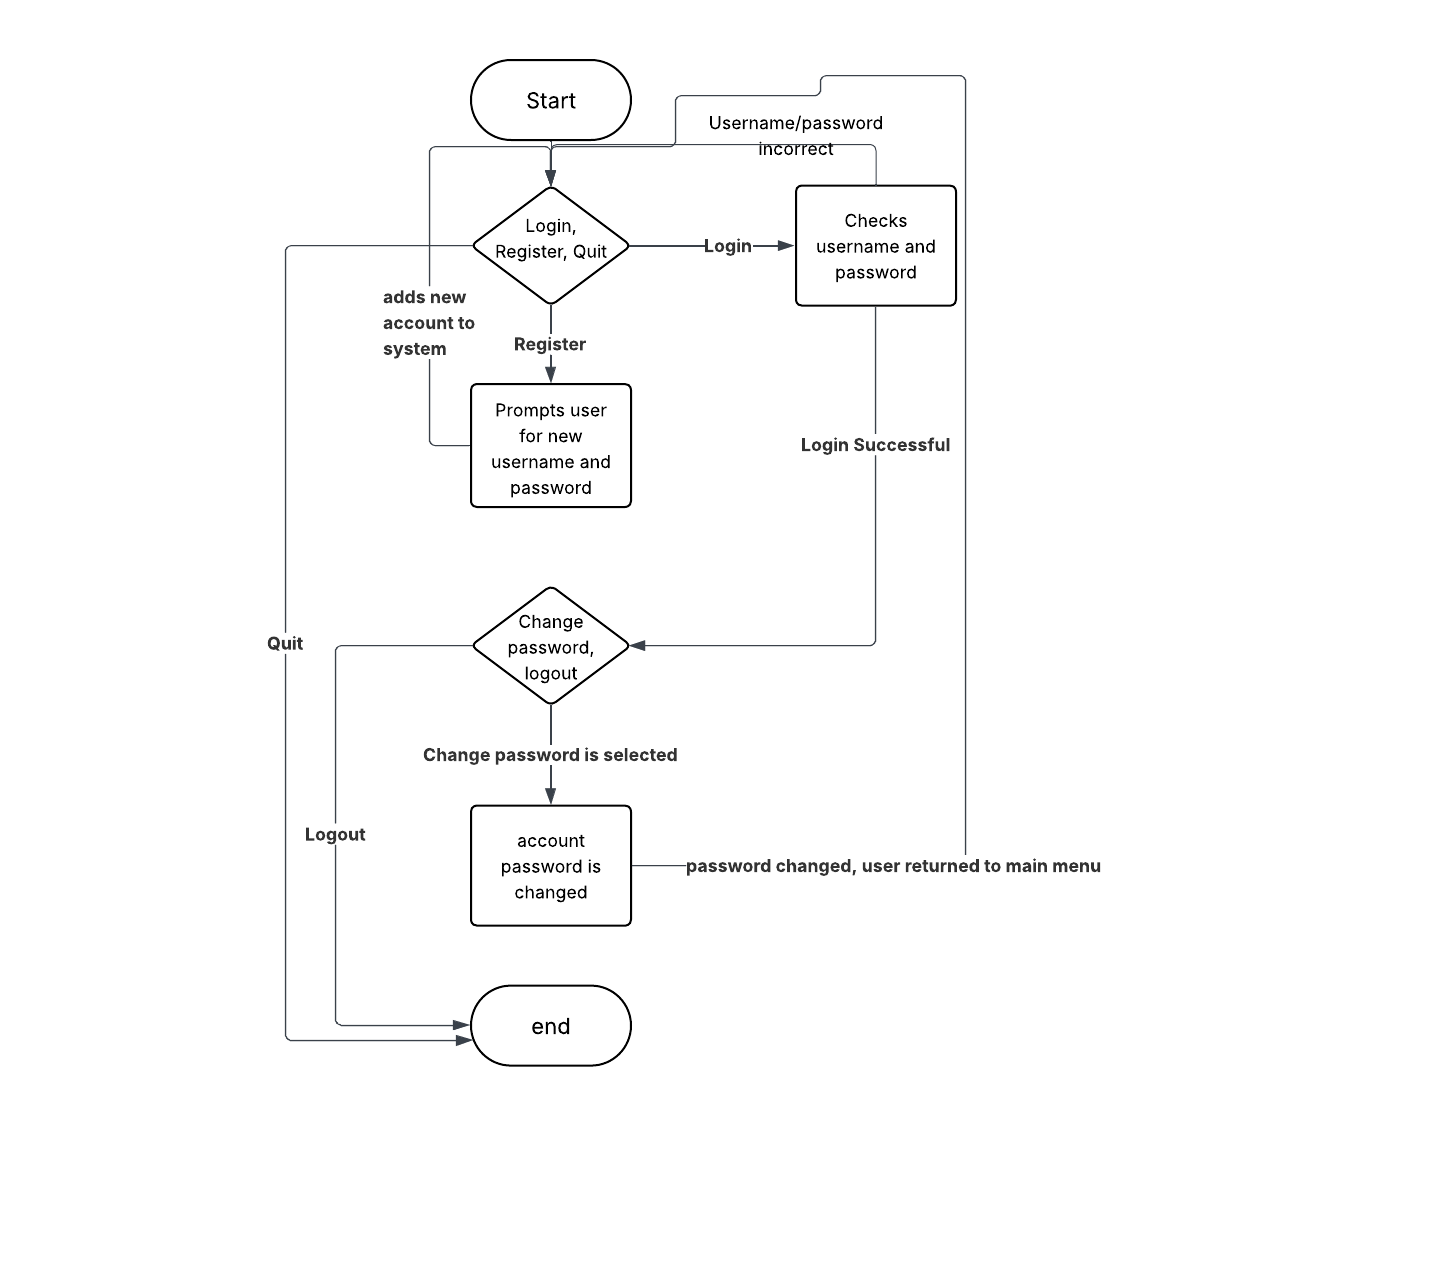 Start
Username/password
incorrect
Login,
Register, Quit
Login
Checks
username and
password
adds new
account to
system
Register
Prompts user
for new
username and
password
Login Successful
Quit
Change
password,
logout
Change password is selected
Logout
account
password is
changed
password changed, user returned to main menu
end